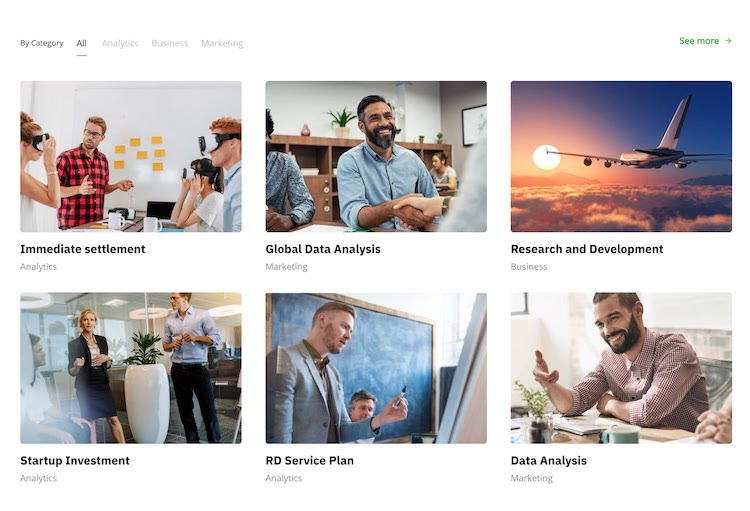 By Category All Analytics Business Marketing See more →
Immediate settlement
Analytics
Global Data Analysis
Marketing
Research and Development
Business
Startup Investment
Analytics
RD Service Plan
Analytics
Data Analysis
Marketing